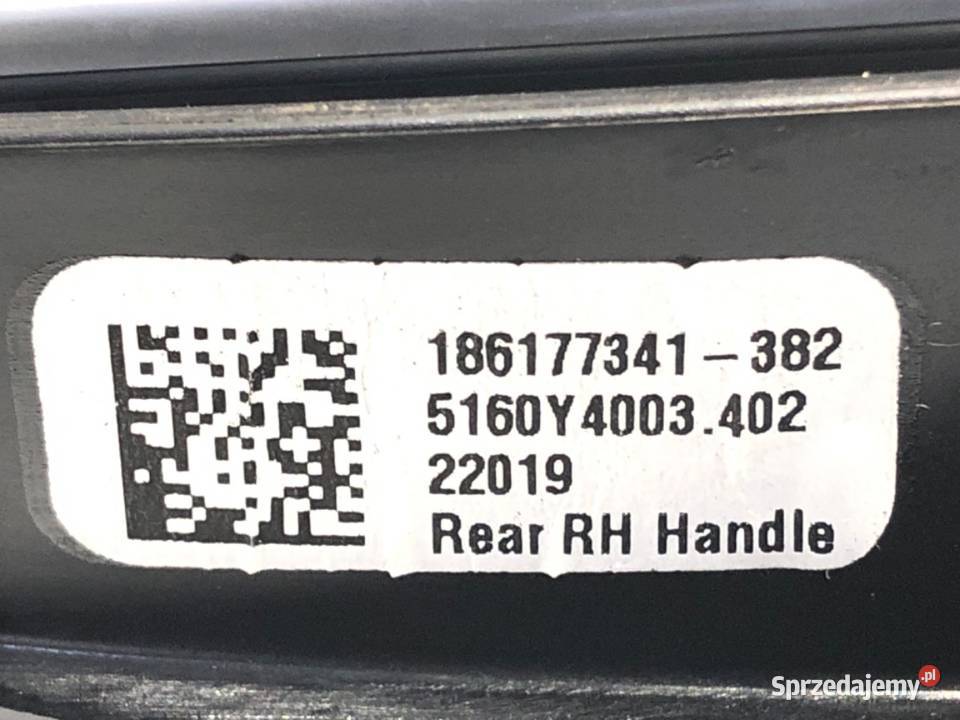 186177341-382
5160Y4003.402
22019
Rear RH Handle
Sprzedajemy.pl